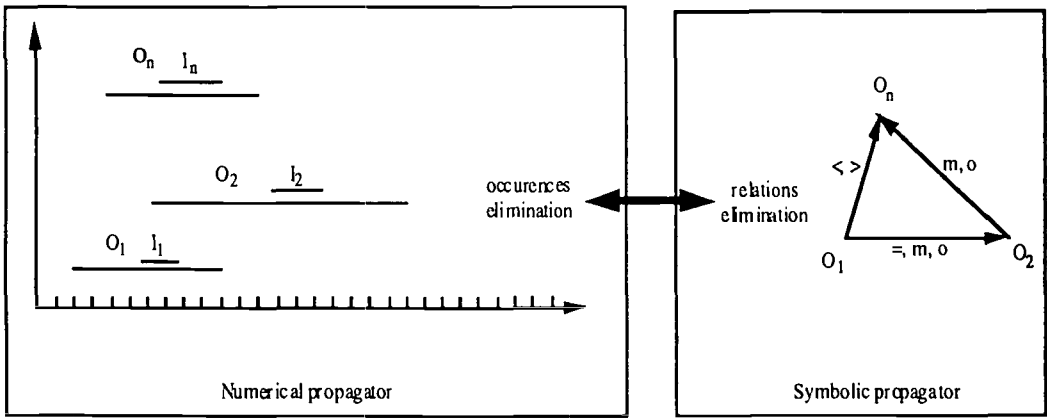 Oₙ Iₙ
O₂ I₂
O₁ I₁
occurences
elimination
Numerical propagator
relations
elimination
Oₙ
<, >
m, o
O₁
=, m, o
O₂
Symbolic propagator